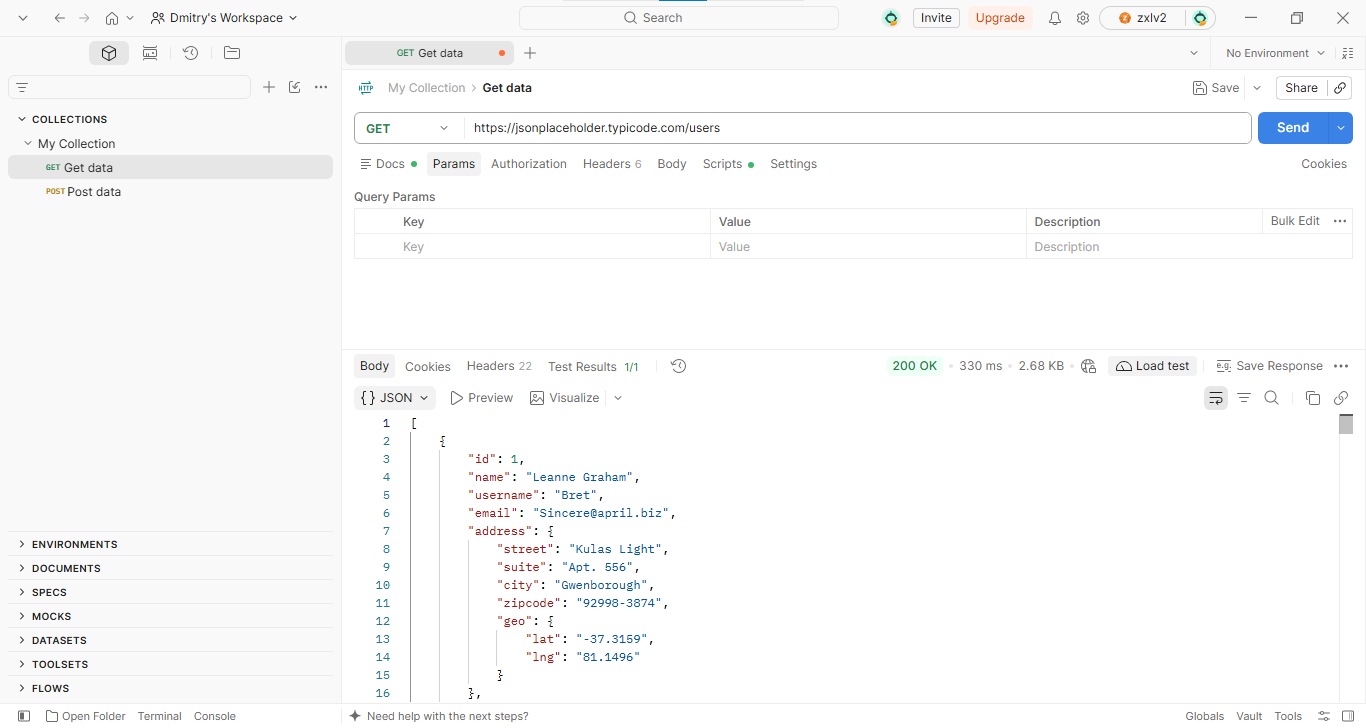 Dmitry's Workspace
Search
Invite
Upgrade
zxlv2
GET Get data
No Environment
HTTP My Collection > Get data
Save
Share
COLLECTIONS
My Collection
GET Get data
POST Post data
GET https://jsonplaceholder.typicode.com/users
Send
Docs Params Authorization Headers 6 Body Scripts Settings Cookies
Query Params
Key Value Description Bulk Edit
Key Value Description
Body Cookies Headers 22 Test Results 1/1
200 OK • 330 ms • 2.68 KB Load test e.g. Save Response
{} JSON Preview Visualize
1 [
2 {
3 "id": 1,
4 "name": "Leanne Graham",
5 "username": "Bret",
6 "email": "Sincere@april.biz",
7 "address": {
8 "street": "Kulas Light",
9 "suite": "Apt. 556",
10 "city": "Gwenborough",
11 "zipcode": "92998-3874",
12 "geo": {
13 "lat": "-37.3159",
14 "lng": "81.1496"
15 }
16 },
ENVIRONMENTS
DOCUMENTS
SPECS
MOCKS
DATASETS
TOOLSETS
FLOWS
Open Folder Terminal Console
Need help with the next steps?
Globals Vault Tools